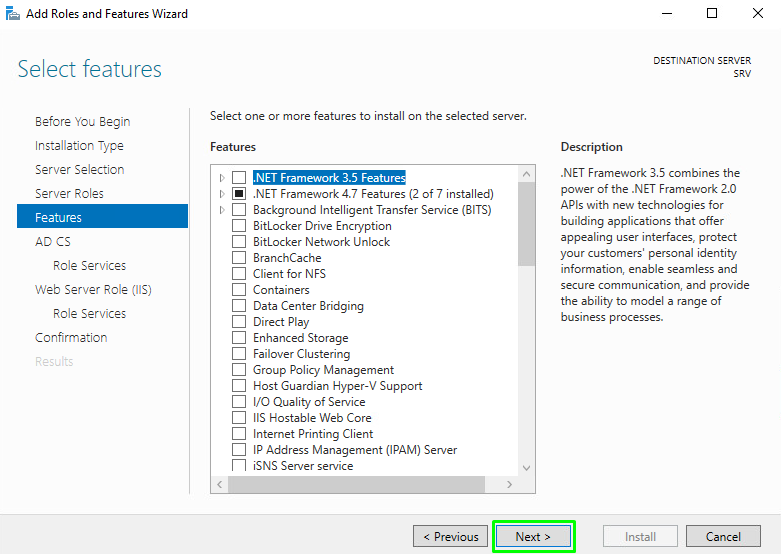 Add Roles and Features Wizard
Select features
DESTINATION SERVER
SRV
Before You Begin
Installation Type
Server Selection
Server Roles
Features
AD CS
Role Services
Web Server Role (IIS)
Role Services
Confirmation
Results
Select one or more features to install on the selected server.
Features
.NET Framework 3.5 Features
.NET Framework 4.7 Features (2 of 7 installed)
Background Intelligent Transfer Service (BITS)
BitLocker Drive Encryption
BitLocker Network Unlock
BranchCache
Client for NFS
Containers
Data Center Bridging
Direct Play
Enhanced Storage
Failover Clustering
Group Policy Management
Host Guardian Hyper-V Support
I/O Quality of Service
IIS Hostable Web Core
Internet Printing Client
IP Address Management (IPAM) Server
iSNS Server service
Description
.NET Framework 3.5 combines the
power of the .NET Framework 2.0
APIs with new technologies for
building applications that offer
appealing user interfaces, protect
your customers' personal identity
information, enable seamless and
secure communication, and provide
the ability to model a range of
business processes.
< Previous
Next >
Install
Cancel